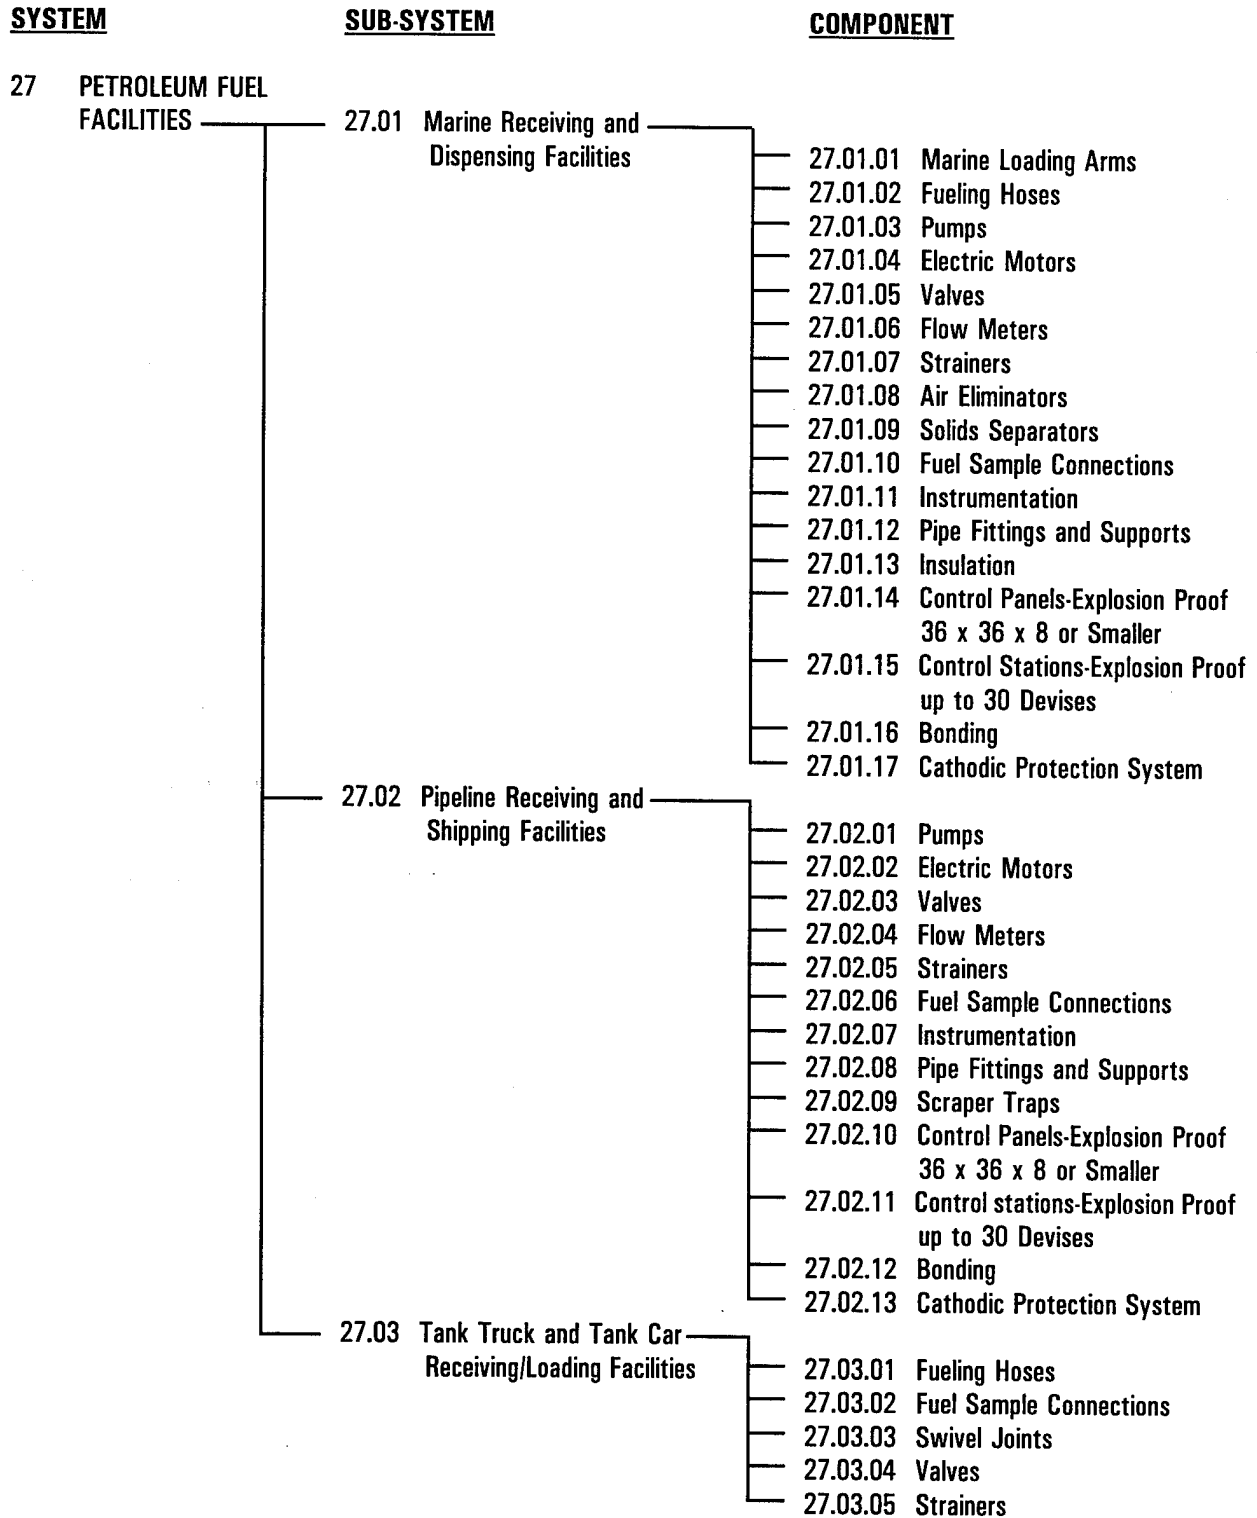 SYSTEM SUB-SYSTEM COMPONENT
27 PETROLEUM FUEL
FACILITIES 27.01 Marine Receiving and
Dispensing Facilities
27.01.01 Marine Loading Arms
27.01.02 Fueling Hoses
27.01.03 Pumps
27.01.04 Electric Motors
27.01.05 Valves
27.01.06 Flow Meters
27.01.07 Strainers
27.01.08 Air Eliminators
27.01.09 Solids Separators
27.01.10 Fuel Sample Connections
27.01.11 Instrumentation
27.01.12 Pipe Fittings and Supports
27.01.13 Insulation
27.01.14 Control Panels-Explosion Proof
36 x 36 x 8 or Smaller
27.01.15 Control Stations-Explosion Proof
up to 30 Devises
27.01.16 Bonding
27.01.17 Cathodic Protection System
27.02 Pipeline Receiving and
Shipping Facilities
27.02.01 Pumps
27.02.02 Electric Motors
27.02.03 Valves
27.02.04 Flow Meters
27.02.05 Strainers
27.02.06 Fuel Sample Connections
27.02.07 Instrumentation
27.02.08 Pipe Fittings and Supports
27.02.09 Scraper Traps
27.02.10 Control Panels-Explosion Proof
36 x 36 x 8 or Smaller
27.02.11 Control stations-Explosion Proof
up to 30 Devises
27.02.12 Bonding
27.02.13 Cathodic Protection System
27.03 Tank Truck and Tank Car
Receiving/Loading Facilities
27.03.01 Fueling Hoses
27.03.02 Fuel Sample Connections
27.03.03 Swivel Joints
27.03.04 Valves
27.03.05 Strainers